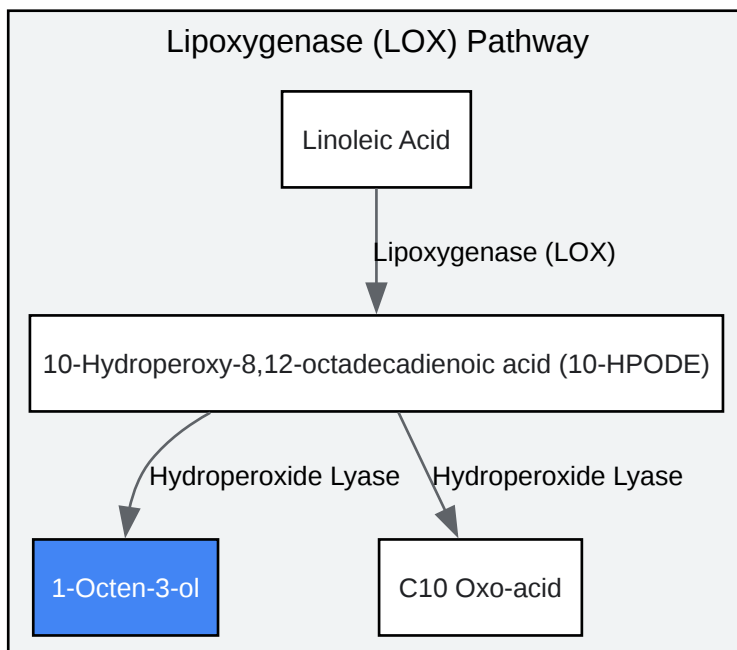 Lipoxygenase (LOX) Pathway
Linoleic Acid
Lipoxygenase (LOX)
10-Hydroperoxy-8,12-octadecadienoic acid (10-HPODE)
Hydroperoxide Lyase
Hydroperoxide Lyase
1-Octen-3-ol
C10 Oxo-acid